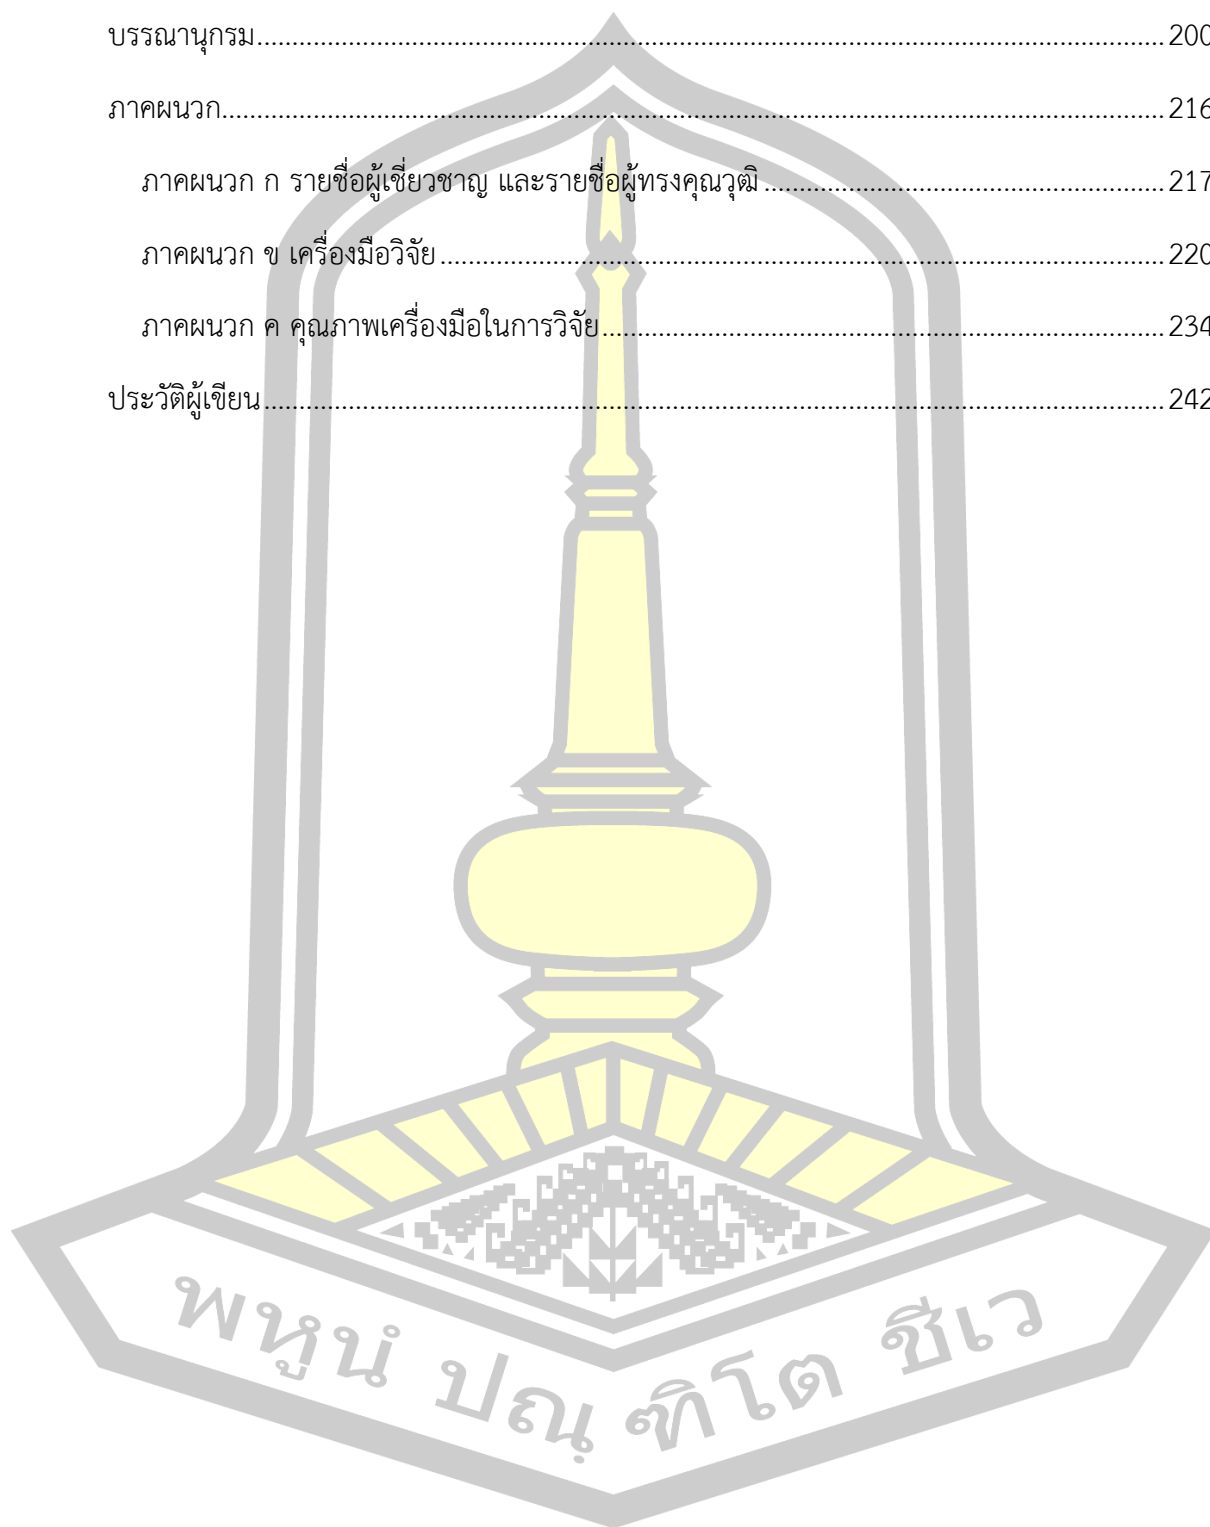 บรรณานุกรม........................................................................................................ 200
ภาคผนวก............................................................................................................ 216
ภาคผนวก ก รายชื่อผู้เชี่ยวชาญ และรายชื่อผู้ทรงคุณวุฒิ .............................................. 217
ภาคผนวก ข เครื่องมือวิจัย ................................................................................... 220
ภาคผนวก ค คุณภาพเครื่องมือในการวิจัย................................................................ 234
ประวัติผู้เขียน ....................................................................................................... 242
พหูนํ ปณฺฑิโต ชีเว